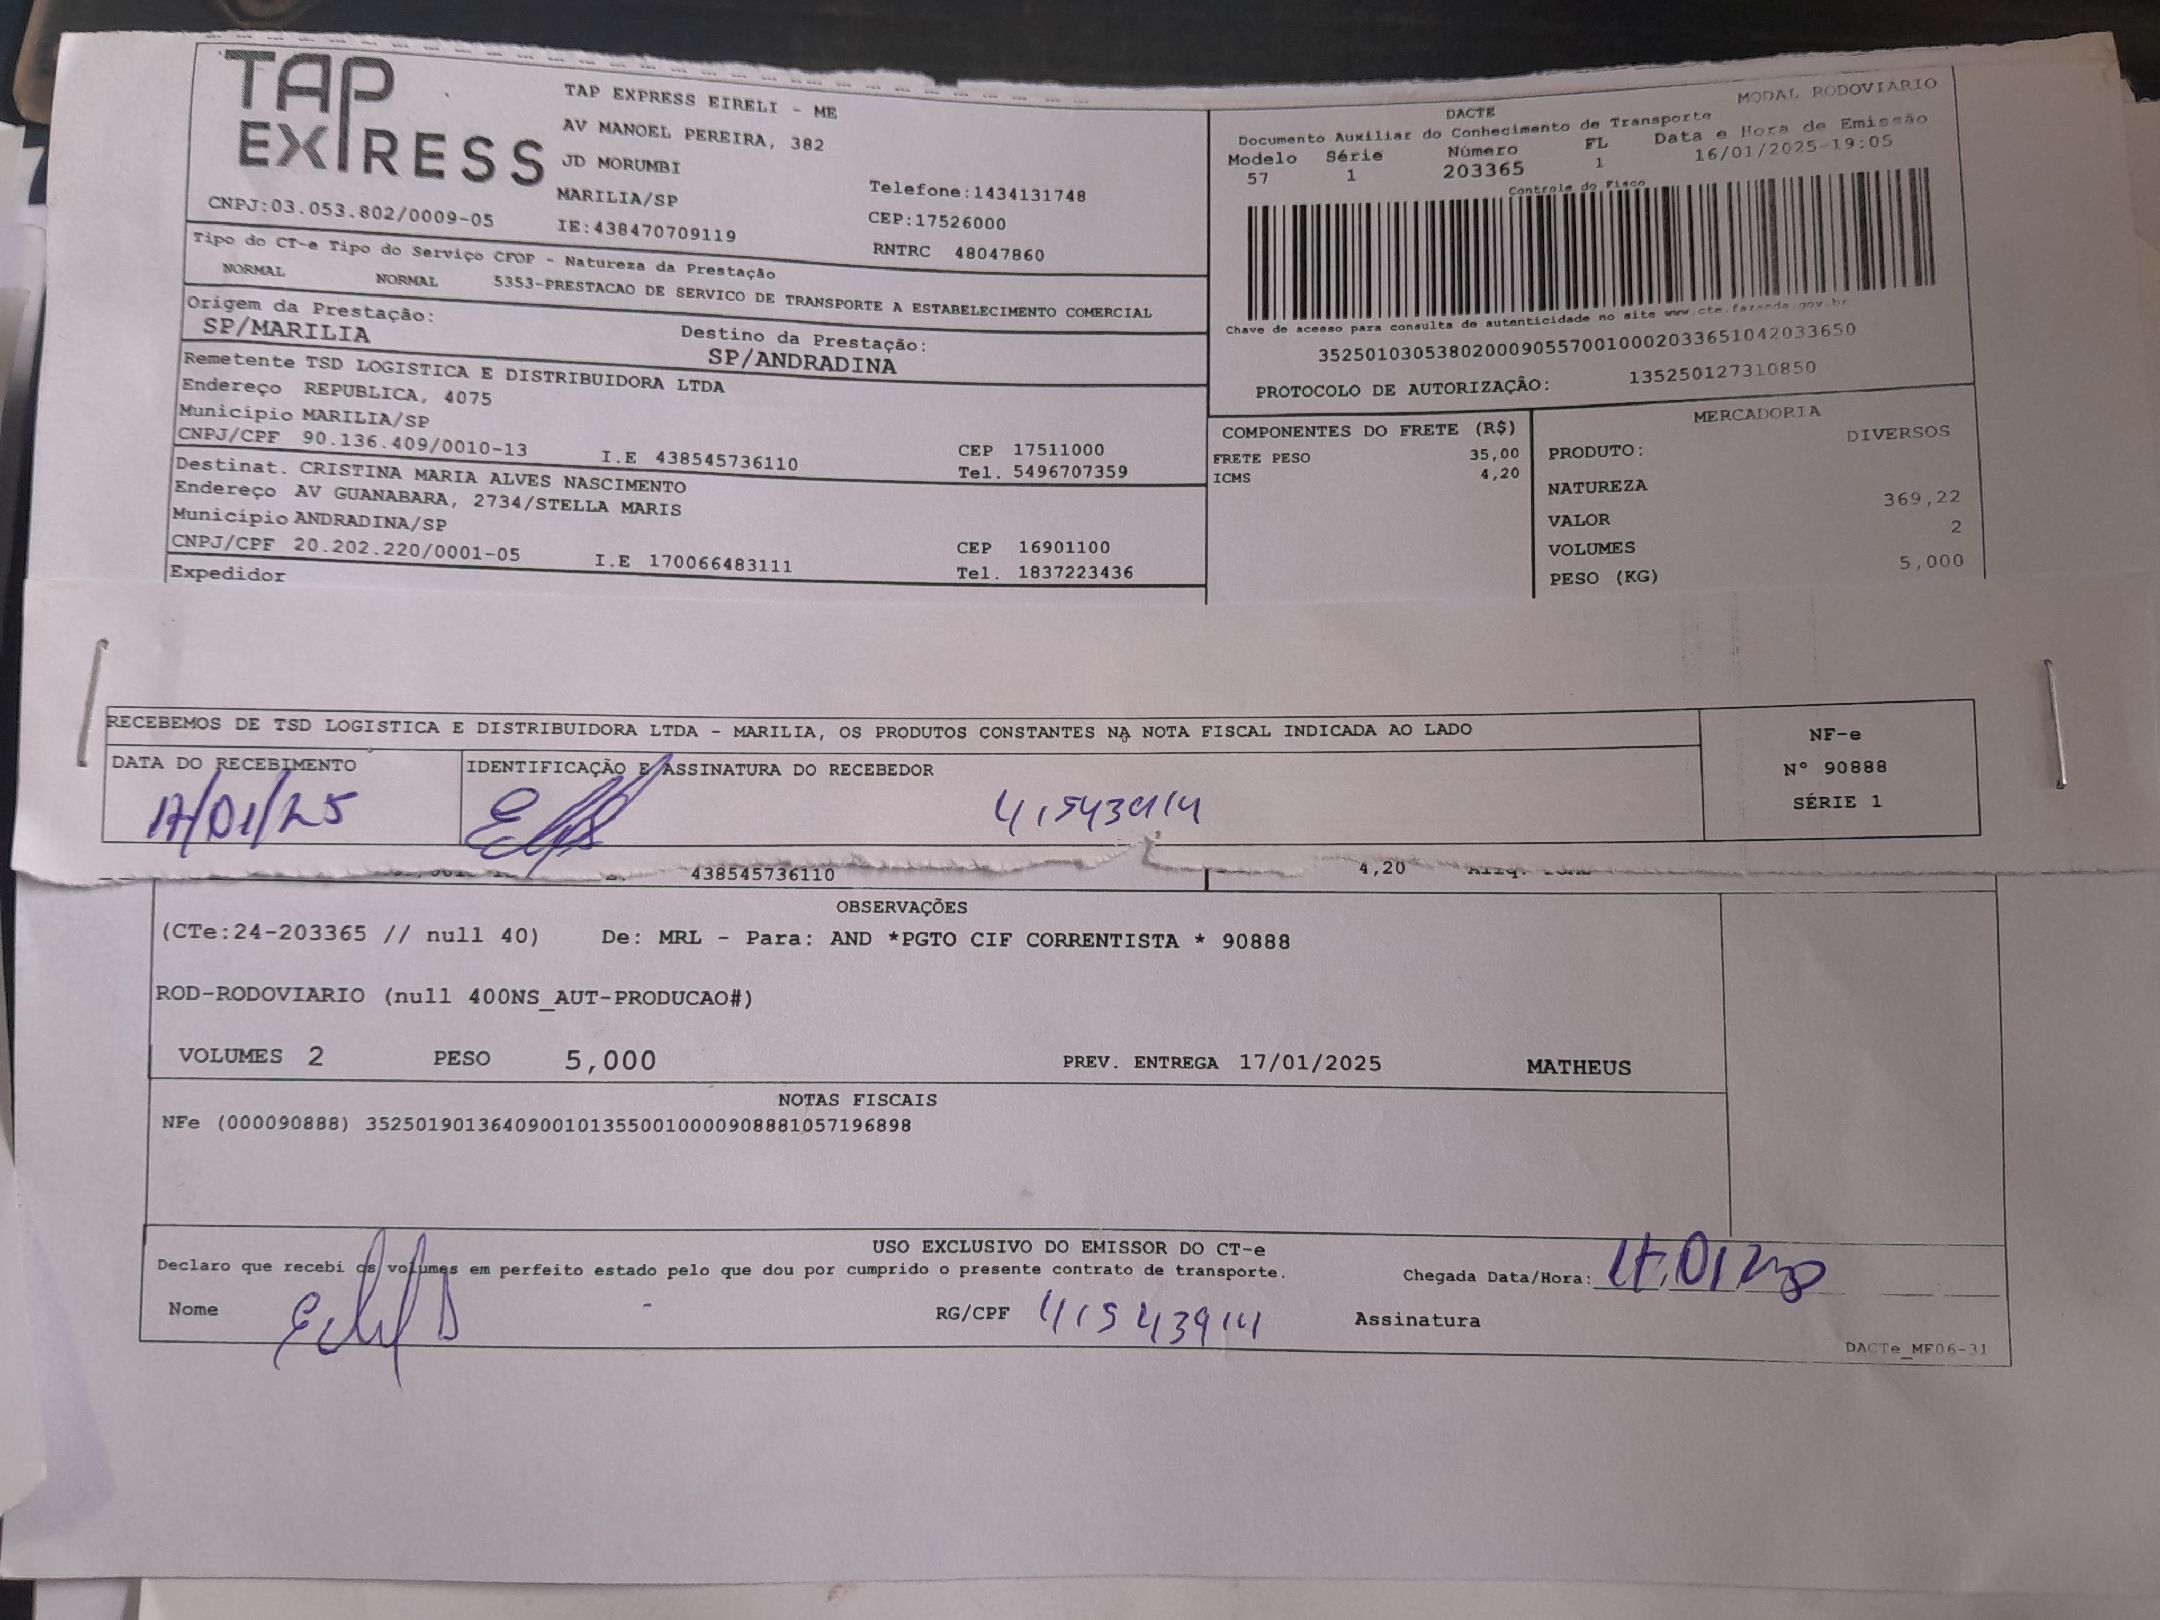 TAP EXPRESS
TAP EXPRESS EIRELI - ME
AV MANOEL PEREIRA, 382
JD MORUMBI
MARILIA/SP
Telefone:1434131748
CNPJ:03.053.802/0009-05
IE:438470709119
CEP:17526000
RNTRC 48047860
DACTE
MODAL RODOVIÁRIO
Documento Auxiliar do Conhecimento de Transporte
Modelo Série Número FL Data e Hora de Emissão
57 1 203365 1 16/01/2025-19:05
Controle do Fisco
Chave de acesso para consulta de autenticidade no site www.cte.fazenda.gov.br
35250103053802000905570010002033651042033650
PROTOCOLO DE AUTORIZAÇÃO: 135250127310850
Tipo do CT-e Tipo do Serviço CFOP - Natureza da Prestação
NORMAL NORMAL 5353-PRESTACAO DE SERVICO DE TRANSPORTE A ESTABELECIMENTO COMERCIAL
Origem da Prestação: Destino da Prestação:
SP/MARILIA SP/ANDRADINA
Remetente TSD LOGISTICA E DISTRIBUIDORA LTDA
Endereço REPUBLICA, 4075
Município MARILIA/SP
CEP 17511000
CNPJ/CPF 90.136.409/0010-13 I.E 438545736110 Tel. 5496707359
Destinat. CRISTINA MARIA ALVES NASCIMENTO
Endereço AV GUANABARA, 2734/STELLA MARIS
Município ANDRADINA/SP
CEP 16901100
CNPJ/CPF 20.202.220/0001-05 I.E 170066483111 Tel. 1837223436
Expedidor
COMPONENTES DO FRETE (R$)
FRETE PESO 35,00
ICMS 4,20
MERCADORIA
PRODUTO: DIVERSOS
NATUREZA
VALOR 369,22
VOLUMES 2
PESO (KG) 5,000
RECEBEMOS DE TSD LOGISTICA E DISTRIBUIDORA LTDA - MARILIA, OS PRODUTOS CONSTANTES NA NOTA FISCAL INDICADA AO LADO
NF-e
Nº 90888
SÉRIE 1
DATA DO RECEBIMENTO
17/01/25
IDENTIFICAÇÃO E ASSINATURA DO RECEBEDOR
41543914
438545736110
4,20
OBSERVAÇÕES
(CTe:24-203365 // null 40) De: MRL - Para: AND *PGTO CIF CORRENTISTA * 90888
ROD-RODOVIARIO (null 400NS_AUT-PRODUCAO#)
VOLUMES 2 PESO 5,000 PREV. ENTREGA 17/01/2025 MATHEUS
NOTAS FISCAIS
NFe (000090888) 35250190136409001013550010000908881057196898
USO EXCLUSIVO DO EMISSOR DO CT-e
Declaro que recebi os volumes em perfeito estado pelo que dou por cumprido o presente contrato de transporte.
Chegada Data/Hora:
Nome
RG/CPF 41543914
Assinatura
DACTe_MF06-31